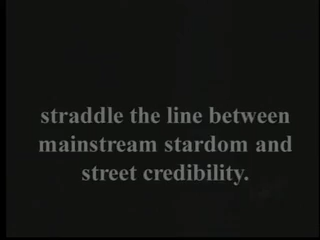 straddle the line between
mainstream stardom and
street credibility.